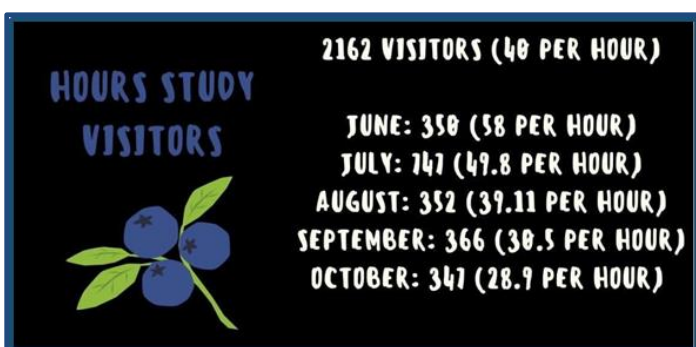 HOURS STUDY
VISITORS
2162 VISITORS (40 PER HOUR)
JUNE: 350 (58 PER HOUR)
JULY: 747 (49.8 PER HOUR)
AUGUST: 352 (39.11 PER HOUR)
SEPTEMBER: 366 (30.5 PER HOUR)
OCTOBER: 347 (28.9 PER HOUR)